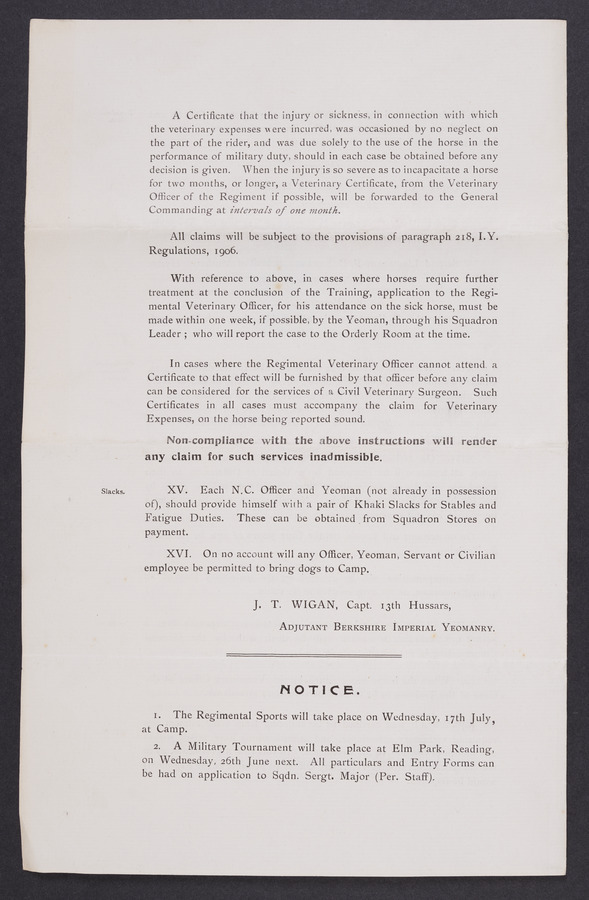 A Certificate that the injury or sickness, in connection with which
the veterinary expenses were incurred, was occasioned by no neglect on
the part of the rider, and was due solely to the use of the horse in the
performance of military duty, should in each case be obtained before any
decision is given. When the injury is so severe as to incapacitate a horse
for two months, or longer, a Veterinary Certificate, from the Veterinary
Officer of the Regiment if possible, will be forwarded to the General
Commanding at intervals of one month.
All claims will be subject to the provisions of paragraph 218, I.Y.
Regulations, 1906.
With reference to above, in cases where horses require further
treatment at the conclusion of the Training, application to the Regi-
mental Veterinary Officer, for his attendance on the sick horse, must be
made within one week, if possible, by the Yeoman, through his Squadron
Leader ; who will report the case to the Orderly Room at the time.
In cases where the Regimental Veterinary Officer cannot attend a
Certificate to that effect will be furnished by that officer before any claim
can be considered for the services of a Civil Veterinary Surgeon. Such
Certificates in all cases must accompany the claim for Veterinary
Expenses, on the horse being reported sound.
Non-compliance with the above instructions will render
any claim for such services inadmissible.
Slacks. XV. Each N.C. Officer and Yeoman (not already in possession
of), should provide himself with a pair of Khaki Slacks for Stables and
Fatigue Duties. These can be obtained from Squadron Stores on
payment.
XVI. On no account will any Officer, Yeoman, Servant or Civilian
employee be permitted to bring dogs to Camp.
J. T. WIGAN, Capt. 13th Hussars,
ADJUTANT BERKSHIRE IMPERIAL YEOMANRY.
NOTICE.
1. The Regimental Sports will take place on Wednesday, 17th July,
at Camp.
2. A Military Tournament will take place at Elm Park, Reading,
on Wednesday, 26th June next. All particulars and Entry Forms can
be had on application to Sqdn. Sergt. Major (Per. Staff).